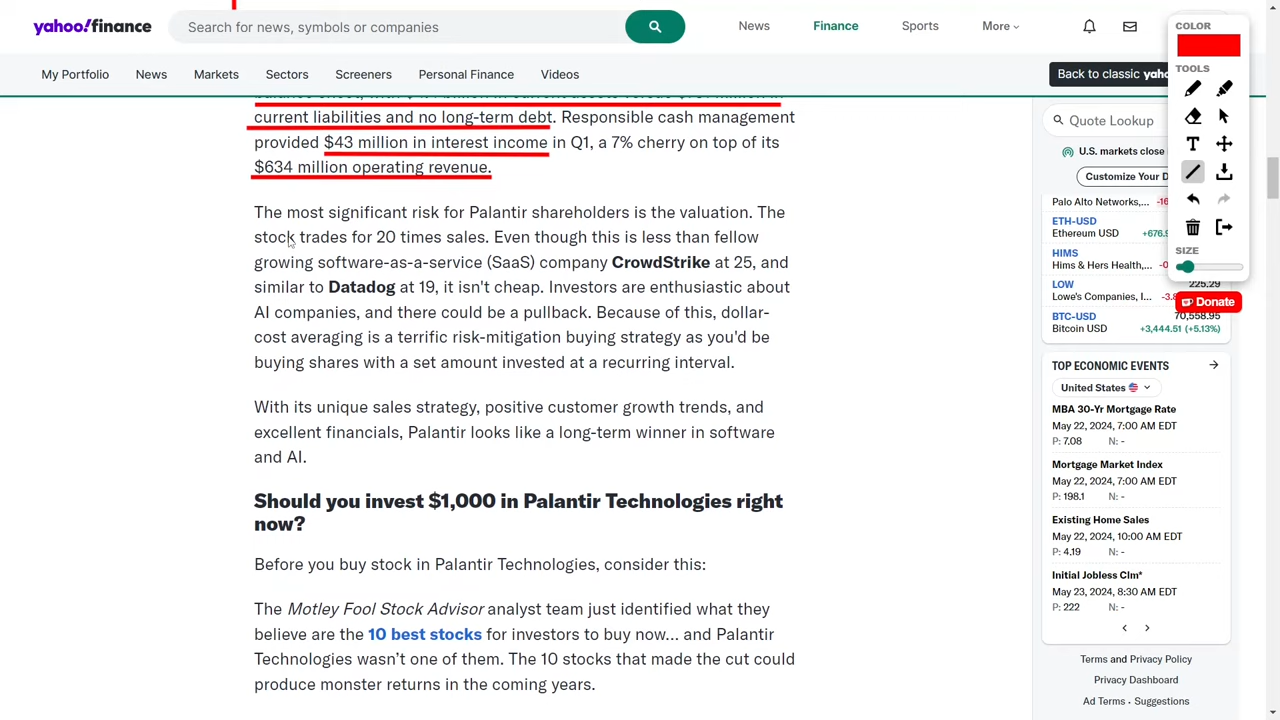 yahoo!finance
Search for news, symbols or companies
News
Finance
Sports
More
COLOR
TOOLS
SIZE
Donate
My Portfolio
News
Markets
Sectors
Screeners
Personal Finance
Videos
Back to classic yaho
current liabilities and no long-term debt. Responsible cash management
provided $43 million in interest income in Q1, a 7% cherry on top of its
$634 million operating revenue.
The most significant risk for Palantir shareholders is the valuation. The
stock trades for 20 times sales. Even though this is less than fellow
growing software-as-a-service (SaaS) company CrowdStrike at 25, and
similar to Datadog at 19, it isn't cheap. Investors are enthusiastic about
AI companies, and there could be a pullback. Because of this, dollar-
cost averaging is a terrific risk-mitigation buying strategy as you'd be
buying shares with a set amount invested at a recurring interval.
With its unique sales strategy, positive customer growth trends, and
excellent financials, Palantir looks like a long-term winner in software
and AI.
Should you invest $1,000 in Palantir Technologies right
now?
Before you buy stock in Palantir Technologies, consider this:
The Motley Fool Stock Advisor analyst team just identified what they
believe are the 10 best stocks for investors to buy now… and Palantir
Technologies wasn't one of them. The 10 stocks that made the cut could
produce monster returns in the coming years.
Quote Lookup
U.S. markets close
Customize Your D
Palo Alto Networks,... -16
ETH-USD
Ethereum USD +676.9
HIMS
Hims & Hers Health,... -0
LOW 225.29
Lowe's Companies, I... -3.8
BTC-USD 70,558.95
Bitcoin USD +3,444.51 (+5.13%)
TOP ECONOMIC EVENTS
United States
MBA 30-Yr Mortgage Rate
May 22, 2024, 7:00 AM EDT
P: 7.08 N: -
Mortgage Market Index
May 22, 2024, 7:00 AM EDT
P: 198.1 N: -
Existing Home Sales
May 22, 2024, 10:00 AM EDT
P: 4.19 N: -
Initial Jobless Clm*
May 23, 2024, 8:30 AM EDT
P: 222 N: -
Terms and Privacy Policy
Privacy Dashboard
Ad Terms • Suggestions